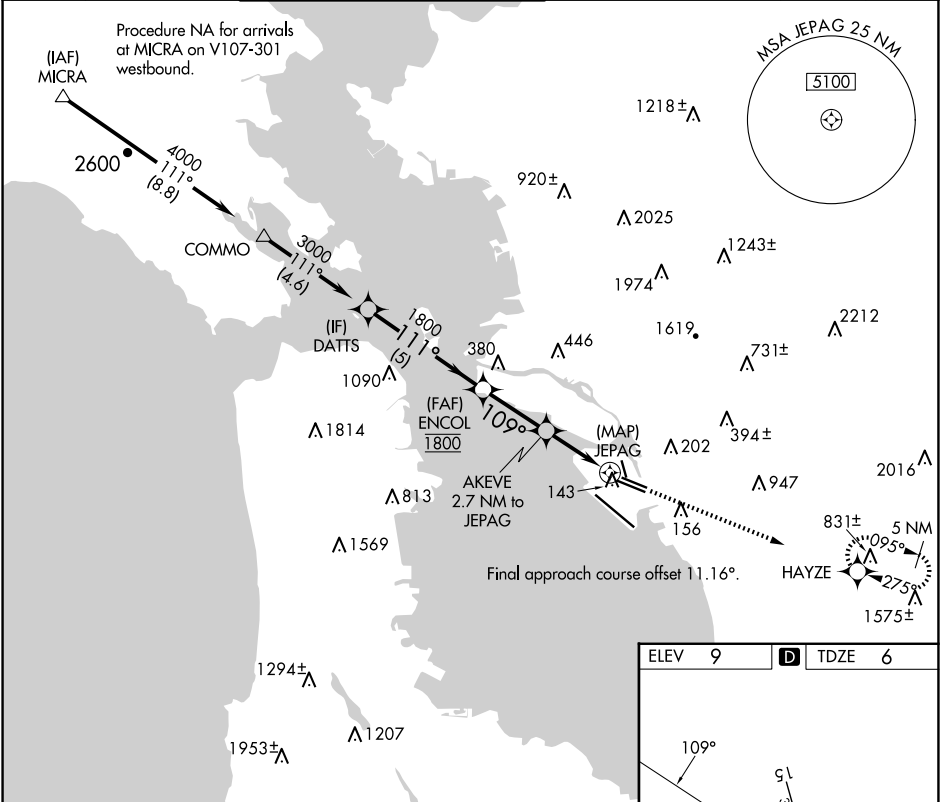 Procedure NA for arrivals
at MICRA on V107-301
westbound.
(IAF)
MICRA
2600
4000
111°
(8.8)
COMMO
3000
111°
(4.6)
(IF)
DATTS
1800
111°
(5)
MSA JEPAG 25 NM
5100
1218±
920±
2025
1243±
1974
1619
2212
731±
446
380
1090
(FAF)
ENCOL
1800
109°
AKEVE
2.7 NM to
JEPAG
(MAP)
JEPAG
143
202
394±
2016
947
156
1814
813
1569
Final approach course offset 11.16°.
HAYZE
831±
5 NM
095°
275°
1575±
1294±
1207
1953±
ELEV 9
D
TDZE 6
109°
15